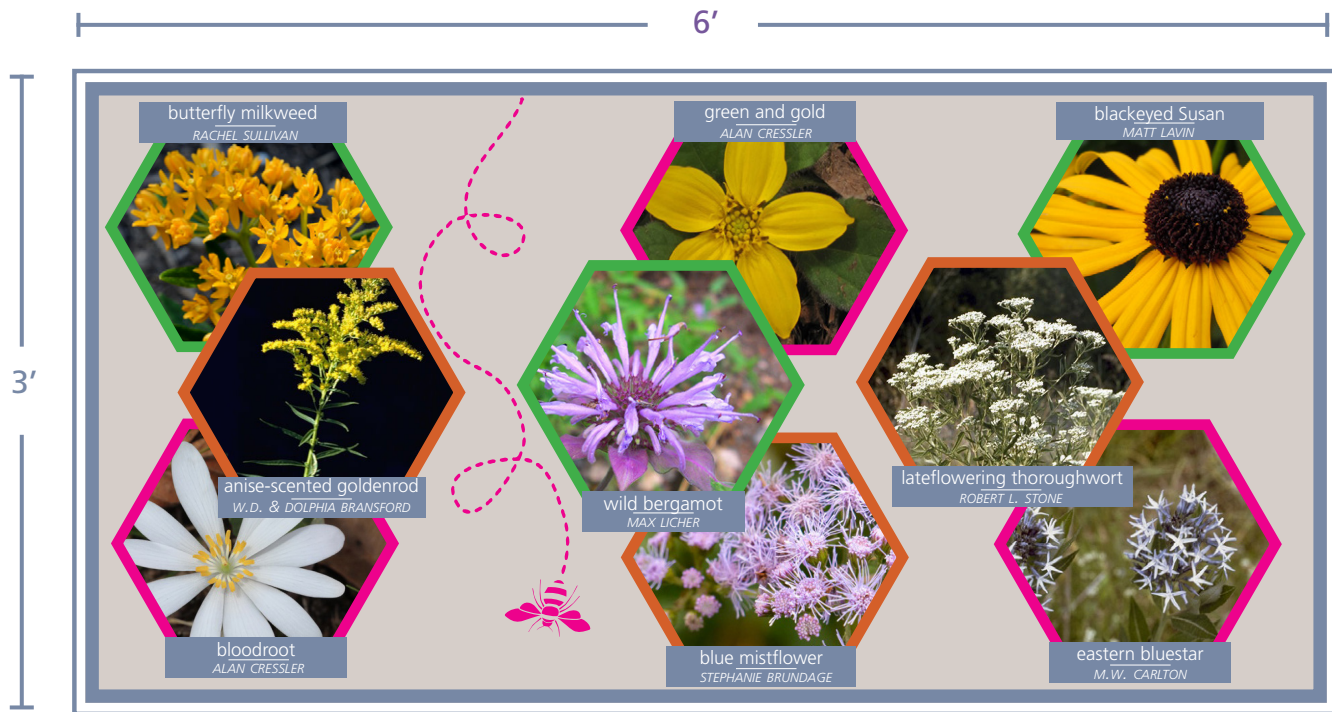 6’
3’
butterfly milkweed
RACHEL SULLIVAN
green and gold
ALAN CRESSLER
blackeyed Susan
MATT LAVIN
anise-scented goldenrod
W.D. & DOLPHIA BRANSFORD
wild bergamot
MAX LICHER
lateflowering thoroughwort
ROBERT L. STONE
bloodroot
ALAN CRESSLER
blue mistflower
STEPHANIE BRUNDAGE
eastern bluestar
M.W. CARLTON